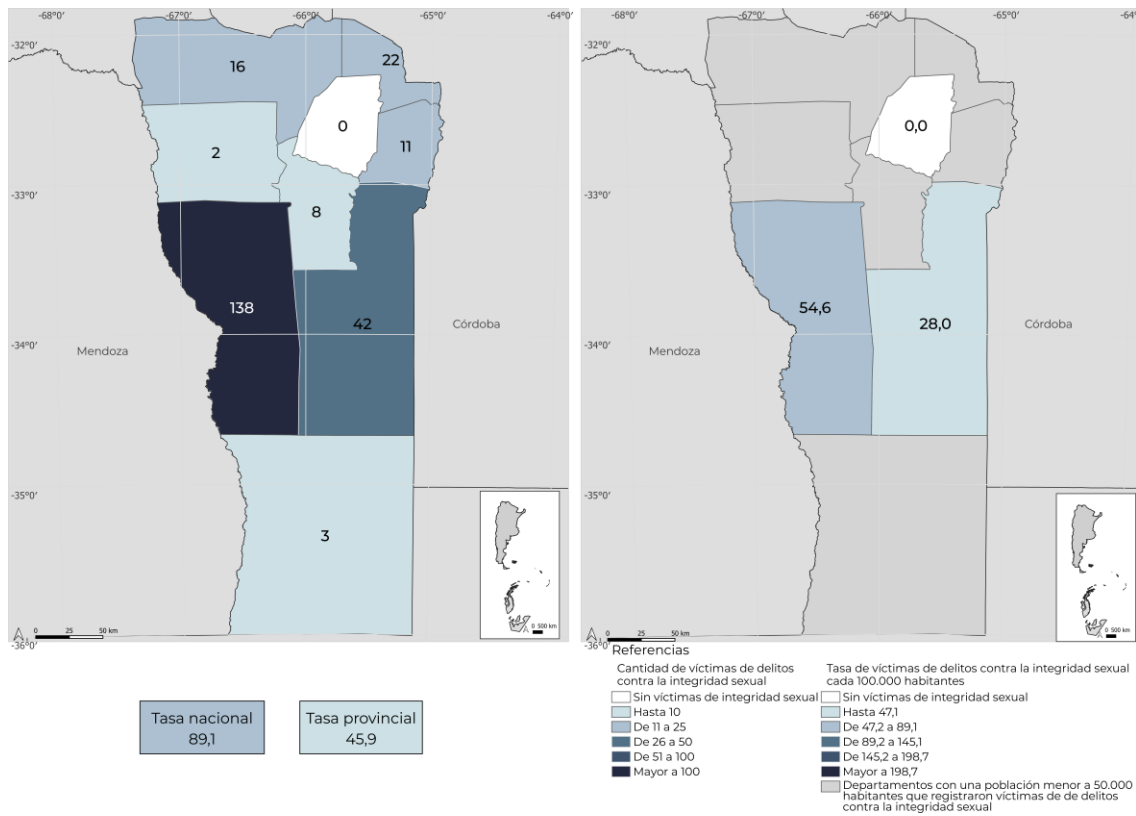 -67°0'
-66°0'
-65°0'
-64°0'
-32°0'
-33°0'
-34°0'
-35°0'
-36°0'
16
22
0
11
2
8
138
42
3
Mendoza
Córdoba
0 25 50 km
0 500 km
-68°0'
-67°0'
-66°0'
-65°0'
-64°
-32°0'
-33°0'
-34°0'
-35°0'
-36°0'
0,0
54,6
28,0
Mendoza
Córdoba
0 25 50 km
0 500 km
Tasa nacional
89,1
Tasa provincial
45,9
Referencias
Cantidad de víctimas de delitos
contra la integridad sexual
Sin víctimas de integridad sexual
Hasta 10
De 11 a 25
De 26 a 50
De 51 a 100
Mayor a 100
Tasa de víctimas de delitos contra la integridad sexual
cada 100.000 habitantes
Sin víctimas de integridad sexual
Hasta 47,1
De 47,2 a 89,1
De 89,2 a 145,1
De 145,2 a 198,7
Mayor a 198,7
Departamentos con una población menor a 50.000
habitantes que registraron víctimas de de delitos
contra la integridad sexual